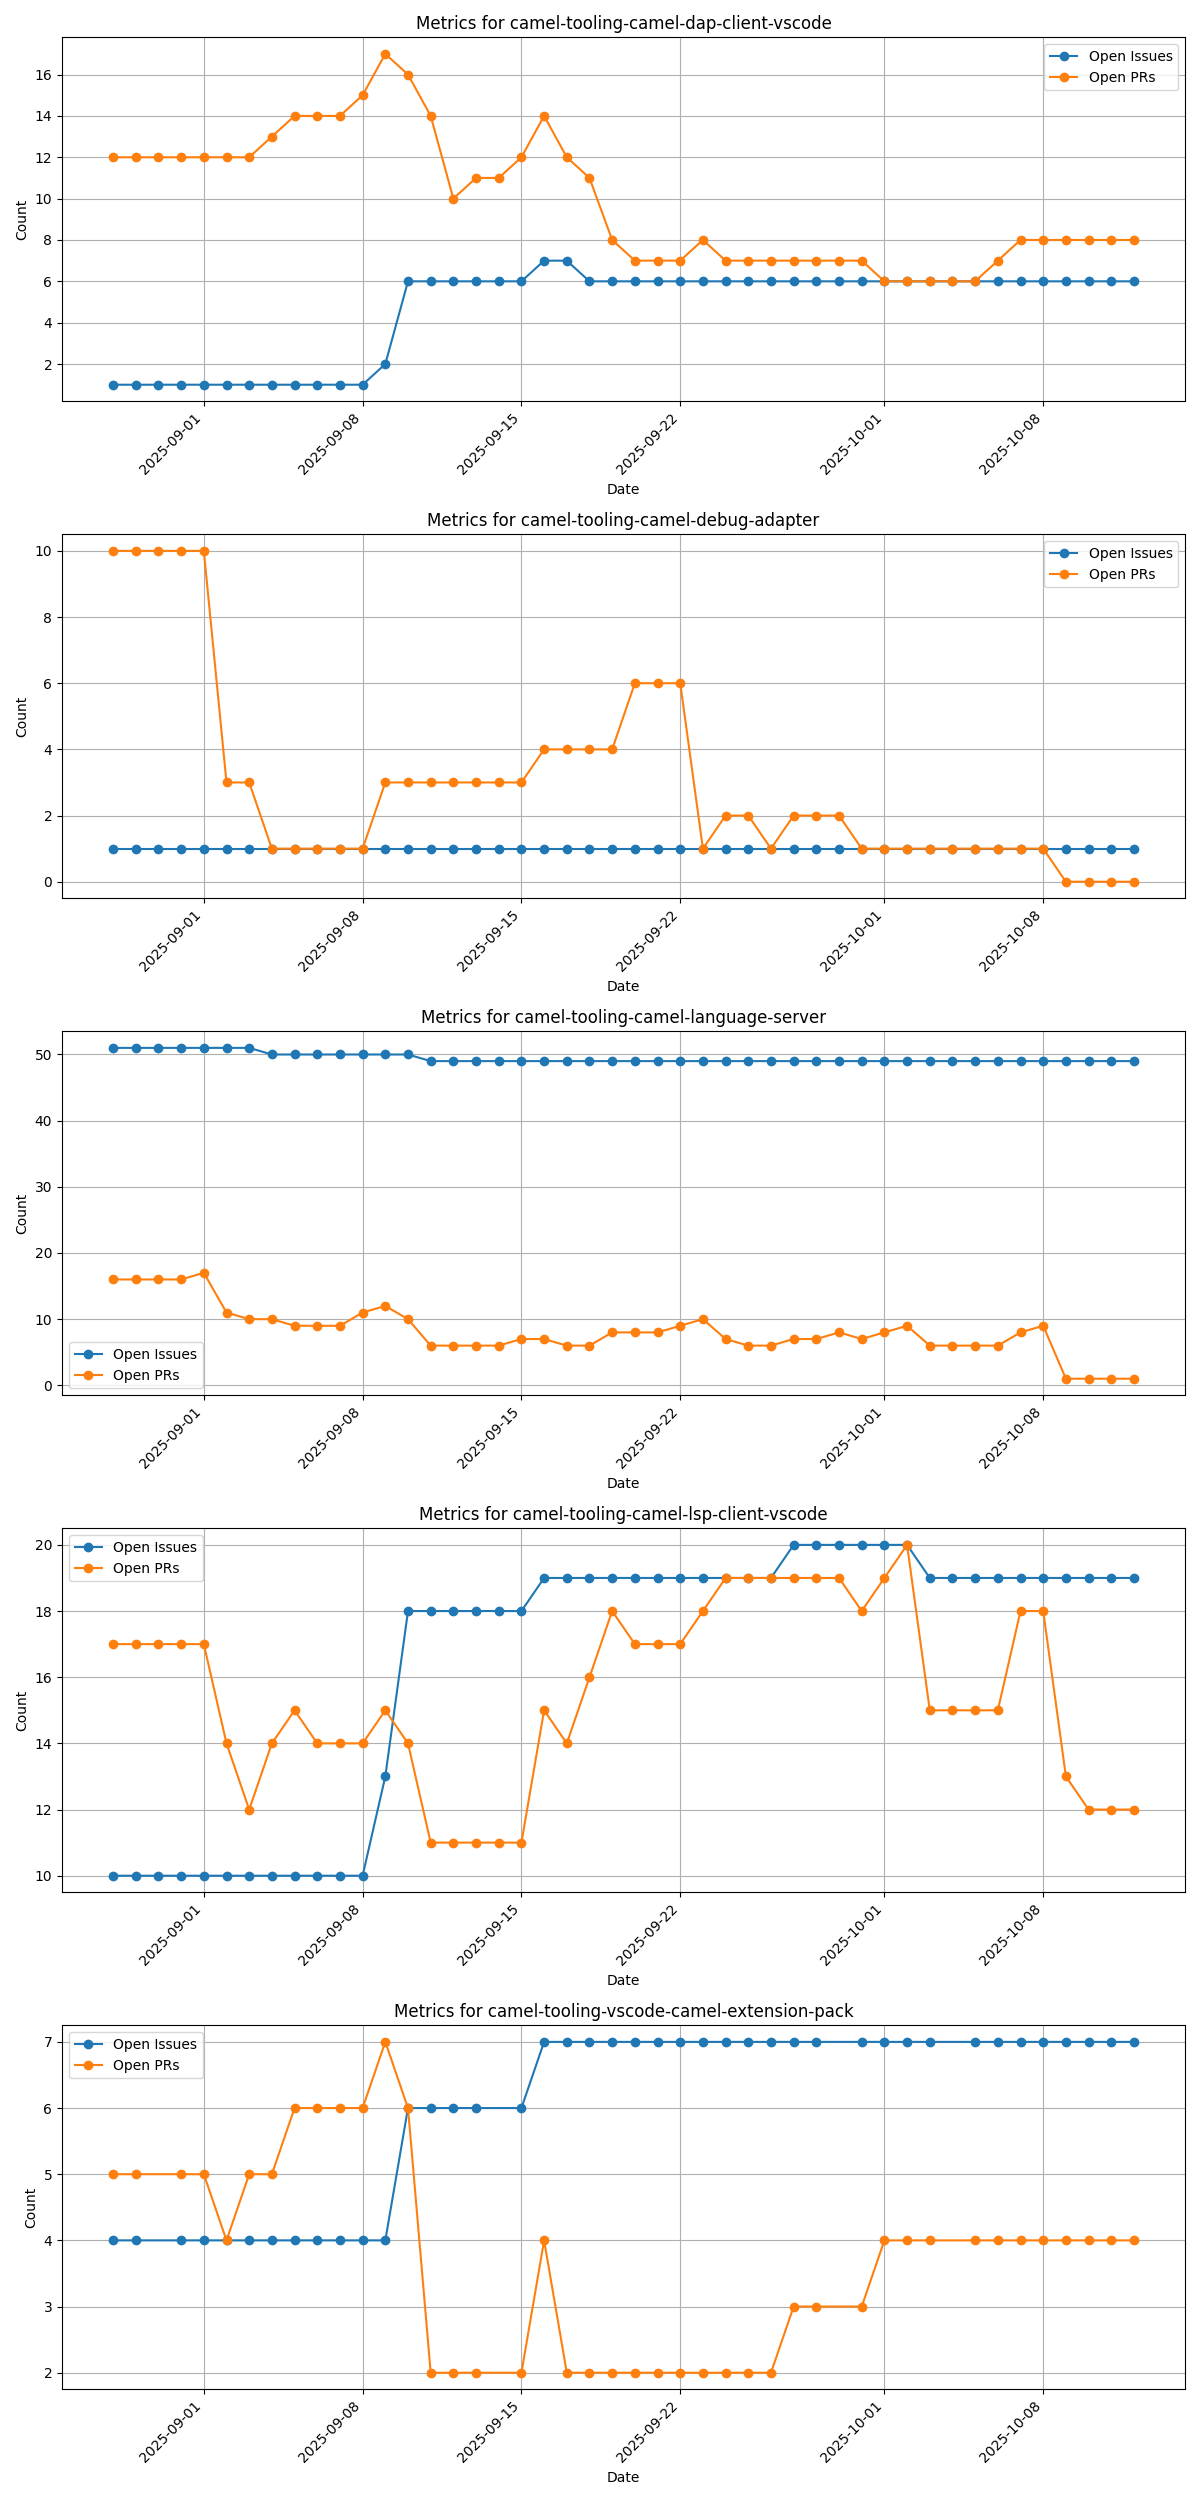 Metrics for camel-tooling-camel-dap-client-vscode
Open Issues
Open PRs
16
14
12
10
8
6
4
2
Count
2025-09-01
2025-09-08
2025-09-15
2025-09-22
2025-10-01
2025-10-08
Date
Metrics for camel-tooling-camel-debug-adapter
Open Issues
Open PRs
10
8
6
4
2
0
Count
2025-09-01
2025-09-08
2025-09-15
2025-09-22
2025-10-01
2025-10-08
Date
Metrics for camel-tooling-camel-language-server
50
40
30
20
10
0
Count
Open Issues
Open PRs
2025-09-01
2025-09-08
2025-09-15
2025-09-22
2025-10-01
2025-10-08
Date
Metrics for camel-tooling-camel-lsp-client-vscode
Open Issues
Open PRs
20
18
16
14
12
10
Count
2025-09-01
2025-09-08
2025-09-15
2025-09-22
2025-10-01
2025-10-08
Date
Metrics for camel-tooling-vscode-camel-extension-pack
Open Issues
Open PRs
7
6
5
4
3
2
Count
2025-09-01
2025-09-08
2025-09-15
2025-09-22
2025-10-01
2025-10-08
Date